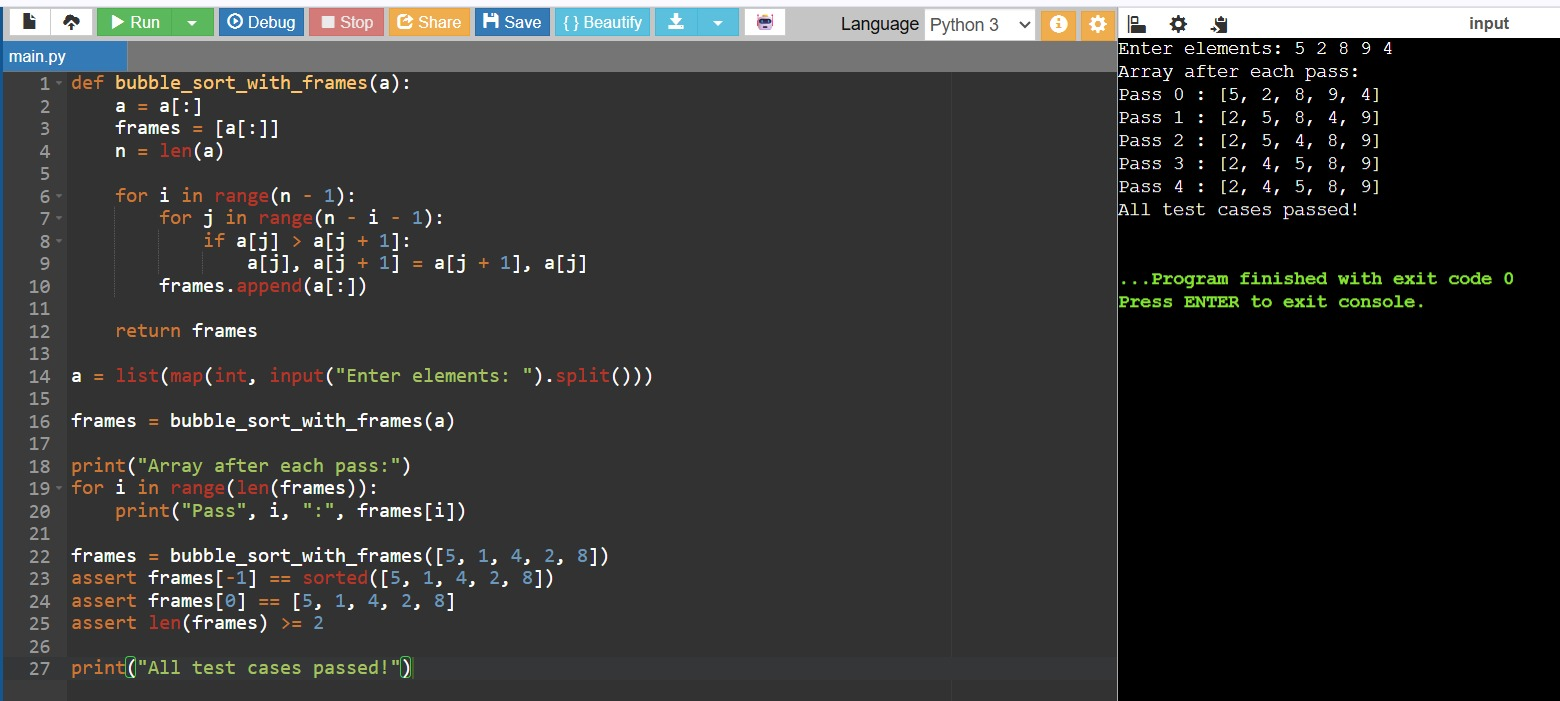 Run Debug Stop Share Save { } Beautify Language Python 3 input
main.py
1 def bubble_sort_with_frames(a):
2     a = a[:]
3     frames = [a[:]]
4     n = len(a)
5
6     for i in range(n - 1):
7         for j in range(n - i - 1):
8             if a[j] > a[j + 1]:
9                 a[j], a[j + 1] = a[j + 1], a[j]
10         frames.append(a[:])
11
12     return frames
13
14 a = list(map(int, input("Enter elements: ").split()))
15
16 frames = bubble_sort_with_frames(a)
17
18 print("Array after each pass:")
19 for i in range(len(frames)):
20     print("Pass", i, ":", frames[i])
21
22 frames = bubble_sort_with_frames([5, 1, 4, 2, 8])
23 assert frames[-1] == sorted([5, 1, 4, 2, 8])
24 assert frames[0] == [5, 1, 4, 2, 8]
25 assert len(frames) >= 2
26
27 print("All test cases passed!")
Enter elements: 5 2 8 9 4
Array after each pass:
Pass 0 : [5, 2, 8, 9, 4]
Pass 1 : [2, 5, 8, 4, 9]
Pass 2 : [2, 5, 4, 8, 9]
Pass 3 : [2, 4, 5, 8, 9]
Pass 4 : [2, 4, 5, 8, 9]
All test cases passed!
...Program finished with exit code 0
Press ENTER to exit console.